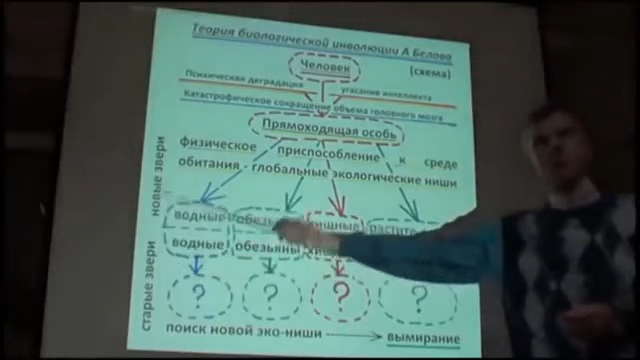 Теория биологической инволюции А Белова
Человек
(схема)
Психическая деградация угасание интеллекта
Катастрофическое сокращение объема головного мозга
Прямоходящая особь
физическое приспособление к среде
обитания - глобальные экологические ниши
новые звери
водные
старые звери
водные обезьяны
? ? ? ?
поиск новой эко-ниши вымирание